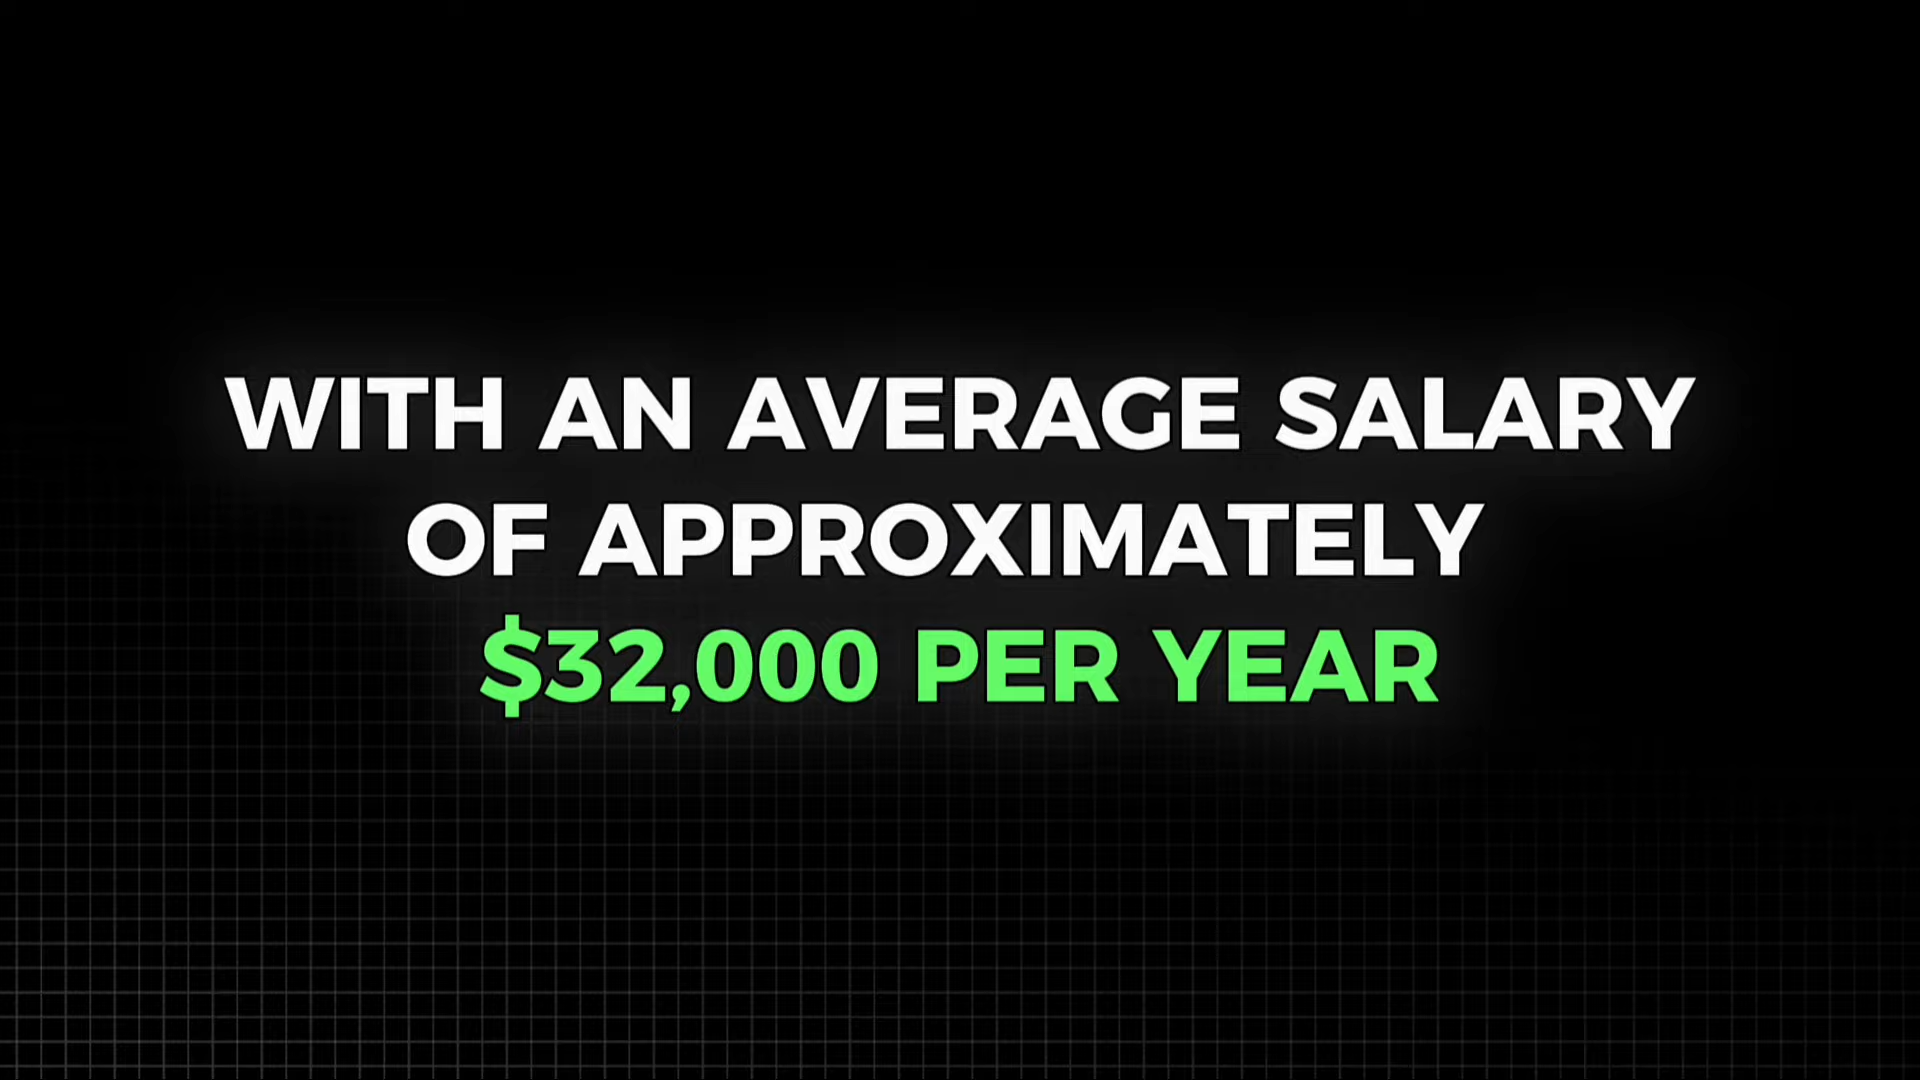 WITH AN AVERAGE SALARY
OF APPROXIMATELY
$32,000 PER YEAR